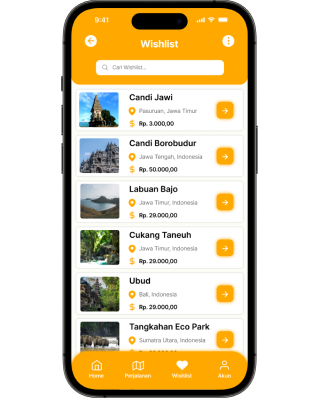 9:41
Wishlist
Cari Wishlist...
Candi Jawi
Pasuruan, Jawa Timur
Rp. 3.000,00
Candi Borobudur
Jawa Tengah, Indonesia
Rp. 50.000,00
Labuan Bajo
Jawa Timur, Indonesia
Rp. 29.000,00
Cukang Taneuh
Jawa Timur, Indonesia
Rp. 29.000,00
Ubud
Bali, Indonesia
Rp. 29.000,00
Tangkahan Eco Park
Sumatra Utara, Indonesia
Home
Perjalanan
Wishlist
Akun